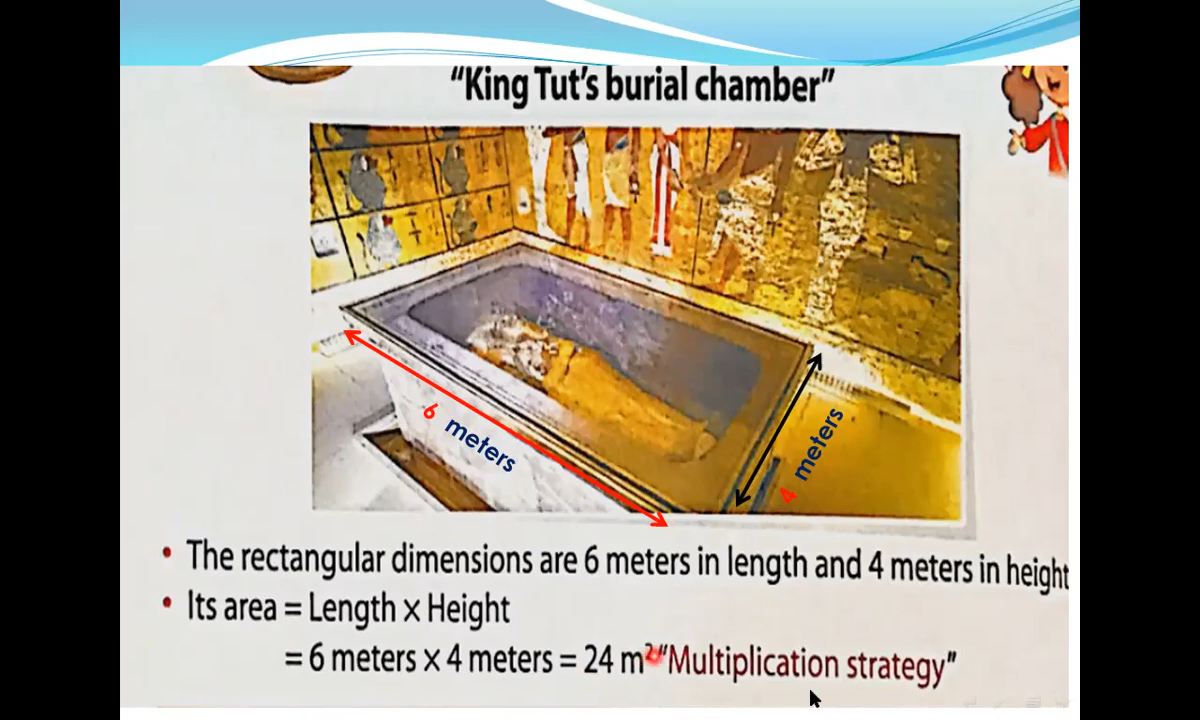 “King Tut’s burial chamber”
6 meters
4 meters
• The rectangular dimensions are 6 meters in length and 4 meters in height
• Its area = Length × Height
= 6 meters × 4 meters = 24 m² “Multiplication strategy”